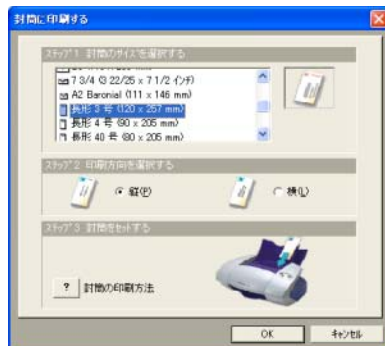 封筒に印刷する
ステップ1 封筒のサイズを選択する
7 3/4 (3 22/25 x 7 1/2 インチ)
A2 Baronial (111 x 146 mm)
長形 3 号 (120 x 257 mm)
長形 4 号 (90 x 205 mm)
長形 40 号 (90 x 205 mm)
ステップ2 印刷方向を選択する
縦(P)
横(L)
ステップ3 封筒をセットする
? 封筒の印刷方法
OK
キャンセル